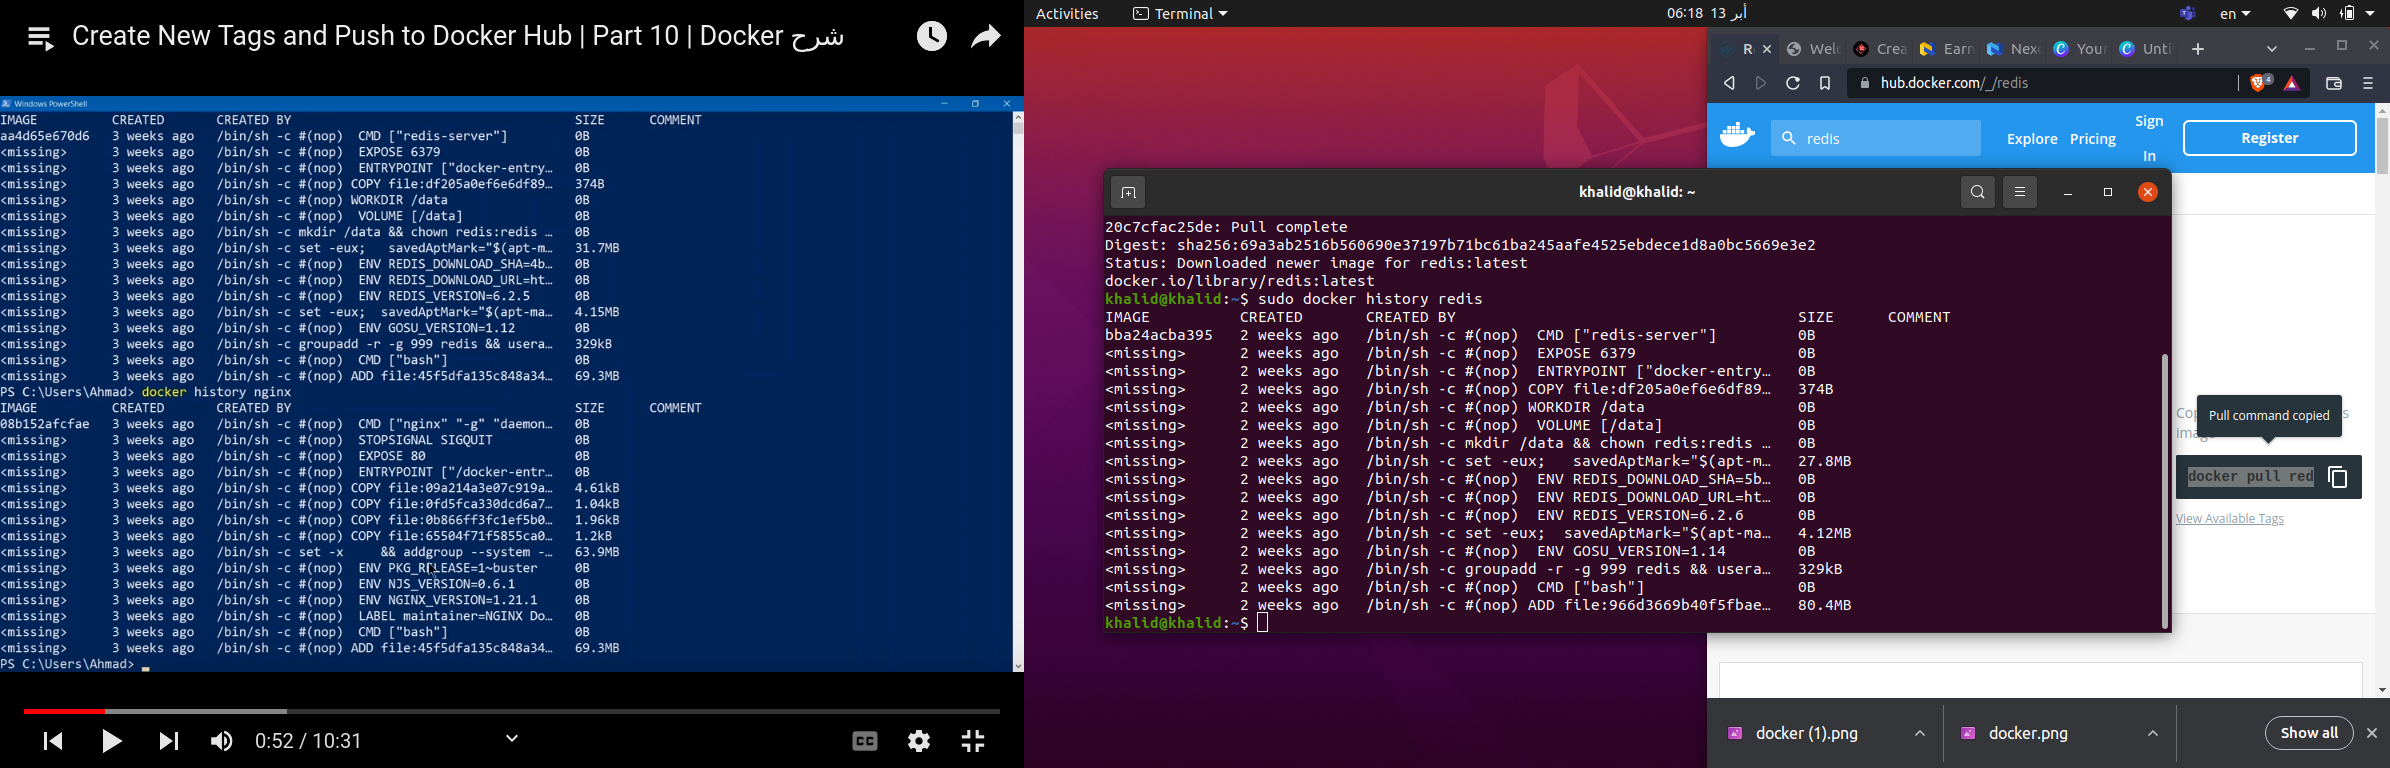 Create New Tags and Push to Docker Hub | Part 10 | Docker شرح
Windows PowerShell
IMAGE CREATED CREATED BY SIZE COMMENT
aa4d65e670d6 3 weeks ago /bin/sh -c #(nop) CMD ["redis-server"] 0B
<missing> 3 weeks ago /bin/sh -c #(nop) EXPOSE 6379 0B
<missing> 3 weeks ago /bin/sh -c #(nop) ENTRYPOINT ["docker-entry… 0B
<missing> 3 weeks ago /bin/sh -c #(nop) COPY file:df205a0ef6e6df89… 374B
<missing> 3 weeks ago /bin/sh -c #(nop) WORKDIR /data 0B
<missing> 3 weeks ago /bin/sh -c #(nop) VOLUME [/data] 0B
<missing> 3 weeks ago /bin/sh -c mkdir /data && chown redis:redis … 0B
<missing> 3 weeks ago /bin/sh -c set -eux; savedAptMark="$(apt-m… 31.7MB
<missing> 3 weeks ago /bin/sh -c #(nop) ENV REDIS_DOWNLOAD_SHA=4b… 0B
<missing> 3 weeks ago /bin/sh -c #(nop) ENV REDIS_DOWNLOAD_URL=ht… 0B
<missing> 3 weeks ago /bin/sh -c #(nop) ENV REDIS_VERSION=6.2.5 0B
<missing> 3 weeks ago /bin/sh -c set -eux; savedAptMark="$(apt-ma… 4.15MB
<missing> 3 weeks ago /bin/sh -c #(nop) ENV GOSU_VERSION=1.12 0B
<missing> 3 weeks ago /bin/sh -c groupadd -r -g 999 redis && usera… 329kB
<missing> 3 weeks ago /bin/sh -c #(nop) CMD ["bash"] 0B
<missing> 3 weeks ago /bin/sh -c #(nop) ADD file:45f5dfa135c848a34… 69.3MB
PS C:\Users\Ahmad> docker history nginx
IMAGE CREATED CREATED BY SIZE COMMENT
08b152afcfae 3 weeks ago /bin/sh -c #(nop) CMD ["nginx" "-g" "daemon… 0B
<missing> 3 weeks ago /bin/sh -c #(nop) STOPSIGNAL SIGQUIT 0B
<missing> 3 weeks ago /bin/sh -c #(nop) EXPOSE 80 0B
<missing> 3 weeks ago /bin/sh -c #(nop) ENTRYPOINT ["/docker-entr… 0B
<missing> 3 weeks ago /bin/sh -c #(nop) COPY file:09a214a3e07c919a… 4.61kB
<missing> 3 weeks ago /bin/sh -c #(nop) COPY file:0fd5fca330dcd6a7… 1.04kB
<missing> 3 weeks ago /bin/sh -c #(nop) COPY file:0b866ff3fc1ef5b0… 1.96kB
<missing> 3 weeks ago /bin/sh -c #(nop) COPY file:65504f71f5855ca0… 1.2kB
<missing> 3 weeks ago /bin/sh -c set -x && addgroup --system -… 63.9MB
<missing> 3 weeks ago /bin/sh -c #(nop) ENV PKG_RELEASE=1~buster 0B
<missing> 3 weeks ago /bin/sh -c #(nop) ENV NJS_VERSION=0.6.1 0B
<missing> 3 weeks ago /bin/sh -c #(nop) ENV NGINX_VERSION=1.21.1 0B
<missing> 3 weeks ago /bin/sh -c #(nop) LABEL maintainer=NGINX Do… 0B
<missing> 3 weeks ago /bin/sh -c #(nop) CMD ["bash"] 0B
<missing> 3 weeks ago /bin/sh -c #(nop) ADD file:45f5dfa135c848a34… 69.3MB
PS C:\Users\Ahmad>
0:52 / 10:31
CC
Activities Terminal 06:18 13 أبر en
R Welc Crea Earn Nex Your Unti
hub.docker.com/_/redis 4
redis Explore Pricing Sign In Register
khalid@khalid: ~
20c7cfac25de: Pull complete
Digest: sha256:69a3ab2516b560690e37197b71bc61ba245aafe4525ebdece1d8a0bc5669e3e2
Status: Downloaded newer image for redis:latest
docker.io/library/redis:latest
khalid@khalid:~$ sudo docker history redis
IMAGE CREATED CREATED BY SIZE COMMENT
bba24acba395 2 weeks ago /bin/sh -c #(nop) CMD ["redis-server"] 0B
<missing> 2 weeks ago /bin/sh -c #(nop) EXPOSE 6379 0B
<missing> 2 weeks ago /bin/sh -c #(nop) ENTRYPOINT ["docker-entry… 0B
<missing> 2 weeks ago /bin/sh -c #(nop) COPY file:df205a0ef6e6df89… 374B
<missing> 2 weeks ago /bin/sh -c #(nop) WORKDIR /data 0B
<missing> 2 weeks ago /bin/sh -c #(nop) VOLUME [/data] 0B
<missing> 2 weeks ago /bin/sh -c mkdir /data && chown redis:redis … 0B
<missing> 2 weeks ago /bin/sh -c set -eux; savedAptMark="$(apt-m… 27.8MB
<missing> 2 weeks ago /bin/sh -c #(nop) ENV REDIS_DOWNLOAD_SHA=5b… 0B
<missing> 2 weeks ago /bin/sh -c #(nop) ENV REDIS_DOWNLOAD_URL=ht… 0B
<missing> 2 weeks ago /bin/sh -c #(nop) ENV REDIS_VERSION=6.2.6 0B
<missing> 2 weeks ago /bin/sh -c set -eux; savedAptMark="$(apt-ma… 4.12MB
<missing> 2 weeks ago /bin/sh -c #(nop) ENV GOSU_VERSION=1.14 0B
<missing> 2 weeks ago /bin/sh -c groupadd -r -g 999 redis && usera… 329kB
<missing> 2 weeks ago /bin/sh -c #(nop) CMD ["bash"] 0B
<missing> 2 weeks ago /bin/sh -c #(nop) ADD file:966d3669b40f5fbae… 80.4MB
khalid@khalid:~$
Pull command copied
docker pull red
View Available Tags
docker (1).png docker.png Show all